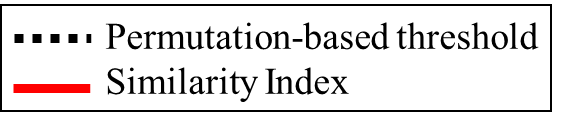 Permutation-based threshold
Similarity Index